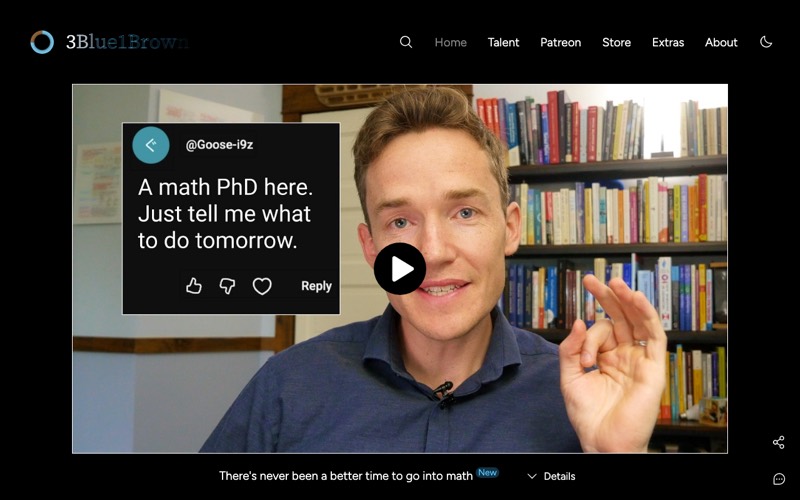 3Blue1Brown
Home Talent Patreon Store Extras About
@Goose-i9z
A math PhD here.
Just tell me what
to do tomorrow.
Reply
There's never been a better time to go into math New
Details